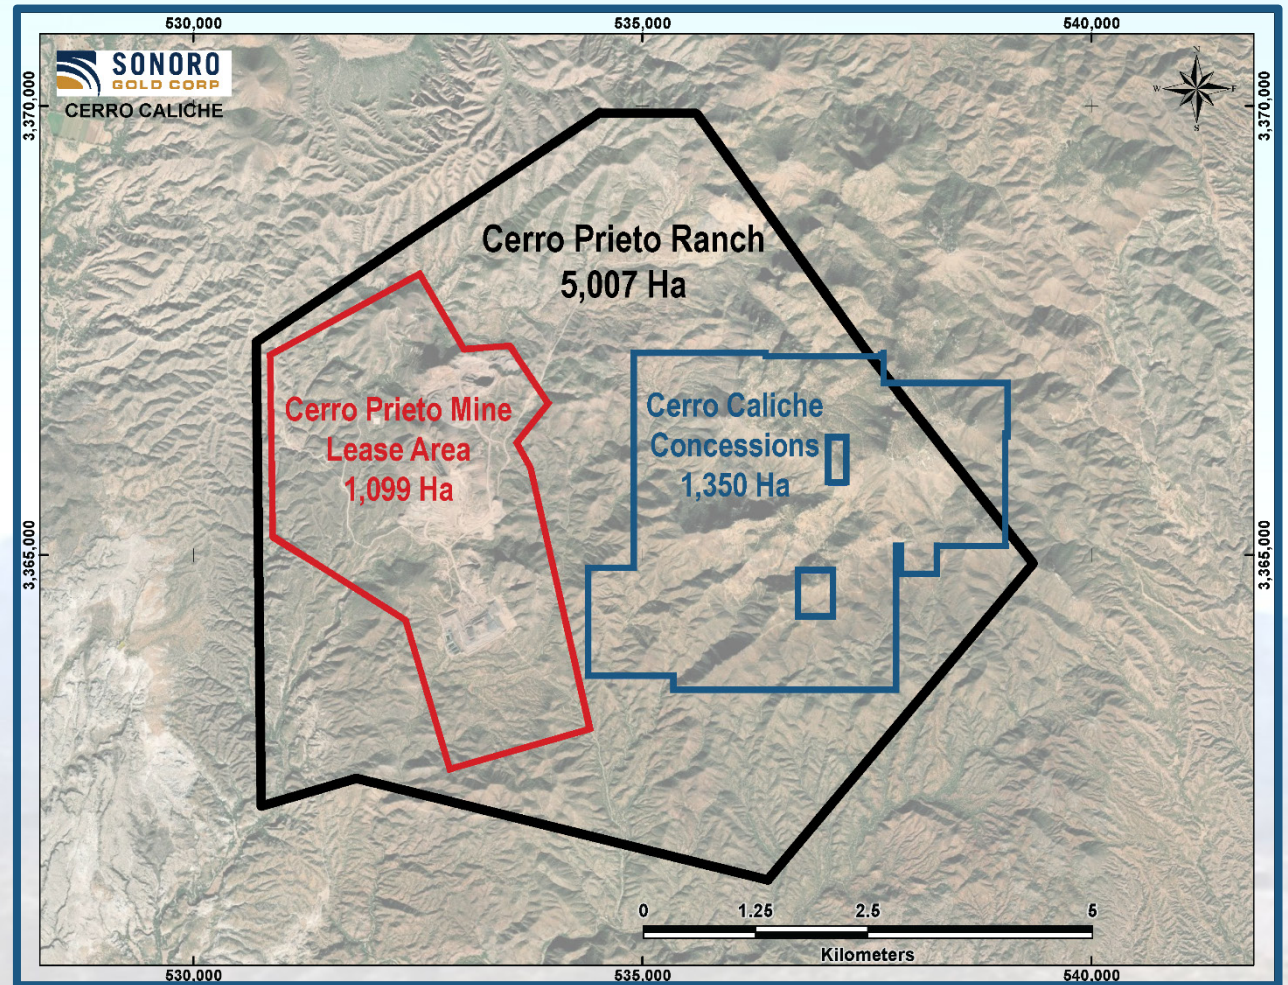 530,000
535,000
540,000
SONORO
GOLD CORP
CERRO CALICHE
N
W
E
S
3,370,000
3,370,000
Cerro Prieto Ranch
5,007 Ha
Cerro Prieto Mine
Lease Area
1,099 Ha
Cerro Caliche
Concessions
1,350 Ha
3,365,000
3,365,000
0
1.25
2.5
5
Kilometers
530,000
535,000
540,000